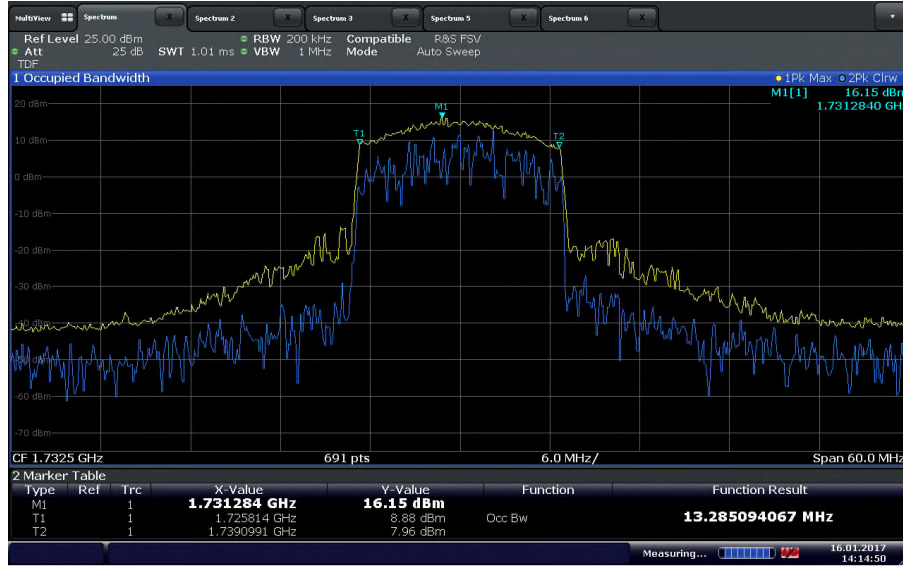 MultiView Spectrum X Spectrum 2 X Spectrum 3 X Spectrum 5 X Spectrum 6 X
Ref Level 25.00 dBm RBW 200 kHz Compatible R&S FSV
Att 25 dB SWT 1.01 ms VBW 1 MHz Mode Auto Sweep
TDF
1 Occupied Bandwidth 1Pk Max 2Pk Clrw
M1[1] 16.15 dBm
1.7312840 GHz
20 dBm
M1
T1 T2
10 dBm
0 dBm
-10 dBm
-20 dBm
-30 dBm
-40 dBm
-50 dBm
-60 dBm
-70 dBm
CF 1.7325 GHz 691 pts 6.0 MHz/ Span 60.0 MHz
2 Marker Table
Type Ref Trc X-Value Y-Value Function Function Result
M1 1 1.731284 GHz 16.15 dBm
T1 1 1.725814 GHz 8.88 dBm Occ Bw 13.285094067 MHz
T2 1 1.7390991 GHz 7.96 dBm
Measuring... 16.01.2017
14:14:50